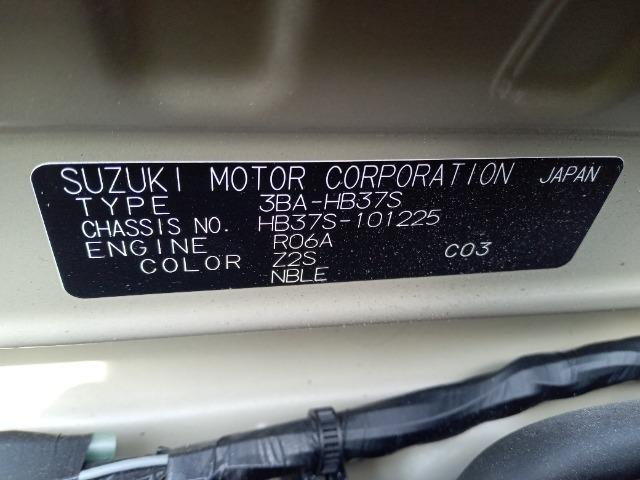 SUZUKI MOTOR CORPORATION JAPAN
TYPE 3BA-HB37S
CHASSIS NO. HB37S-101225
ENGINE R06A
COLOR Z2S C03
NBLE